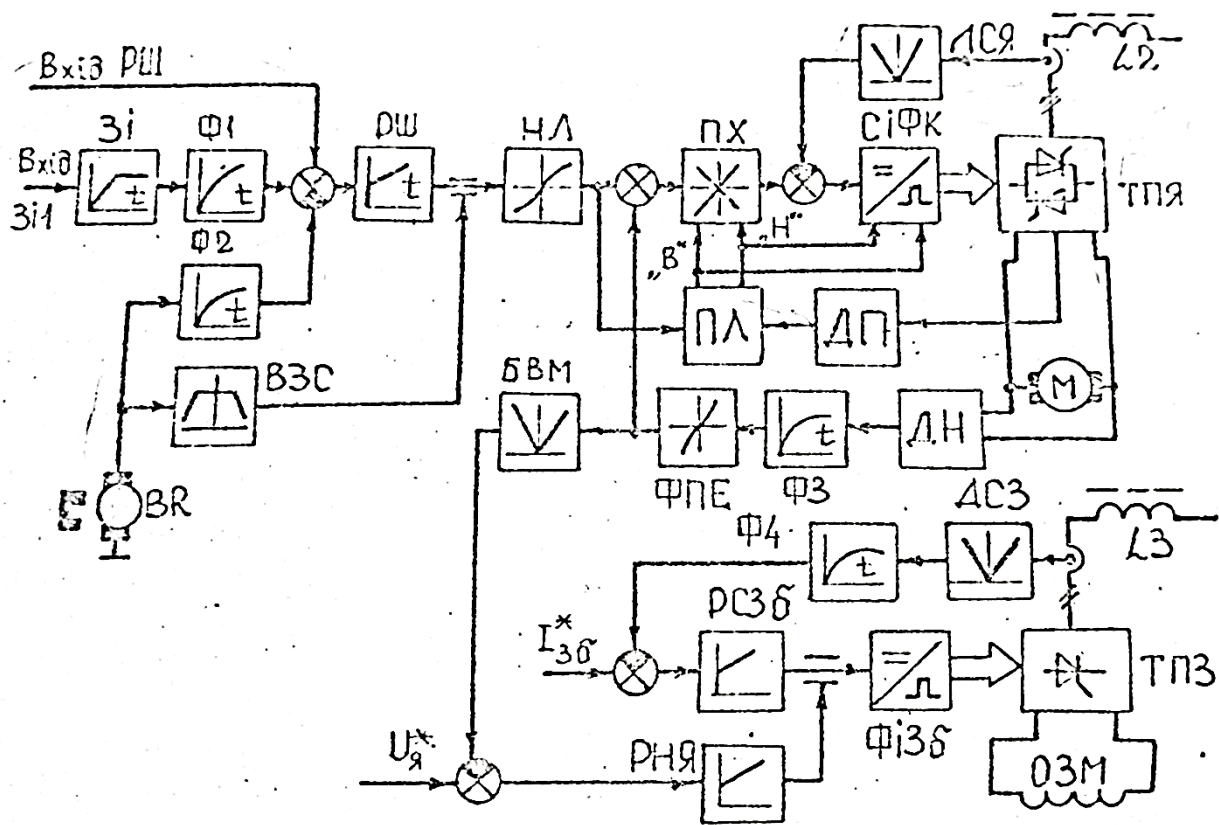 Вхід РШ
ДСЯ
L2
Зі
Ф1
РШ
НЛ
ПХ
СіФК
Вхід
Зі1
t
t
t
ТПЯ
Ф2
„Н"
„В"
t
ПЛ
ДП
ВЗС
БВМ
М
ДН
t
BR
ФПЕ
Ф3
ДСЗ
Ф4
L3
t
РСЗб
I*зб
ТПЗ
ФіЗб
U*я
РНЯ
ОЗМ